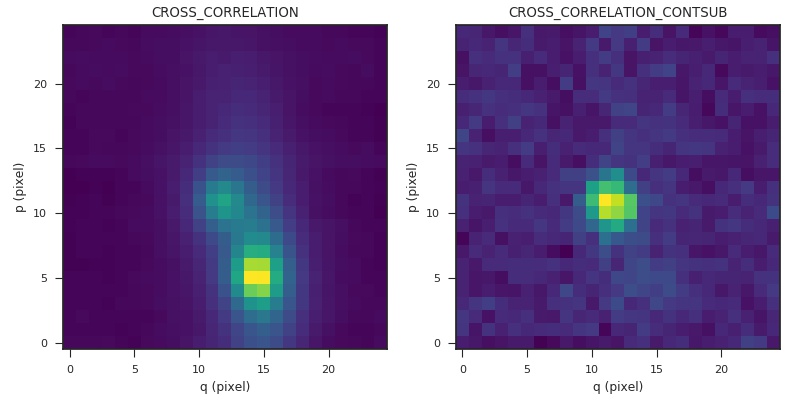 CROSS_CORRELATION
CROSS_CORRELATION_CONTSUB
p (pixel)
20
15
10
5
0
0 5 10 15 20
q (pixel)
p (pixel)
20
15
10
5
0
0 5 10 15 20
q (pixel)